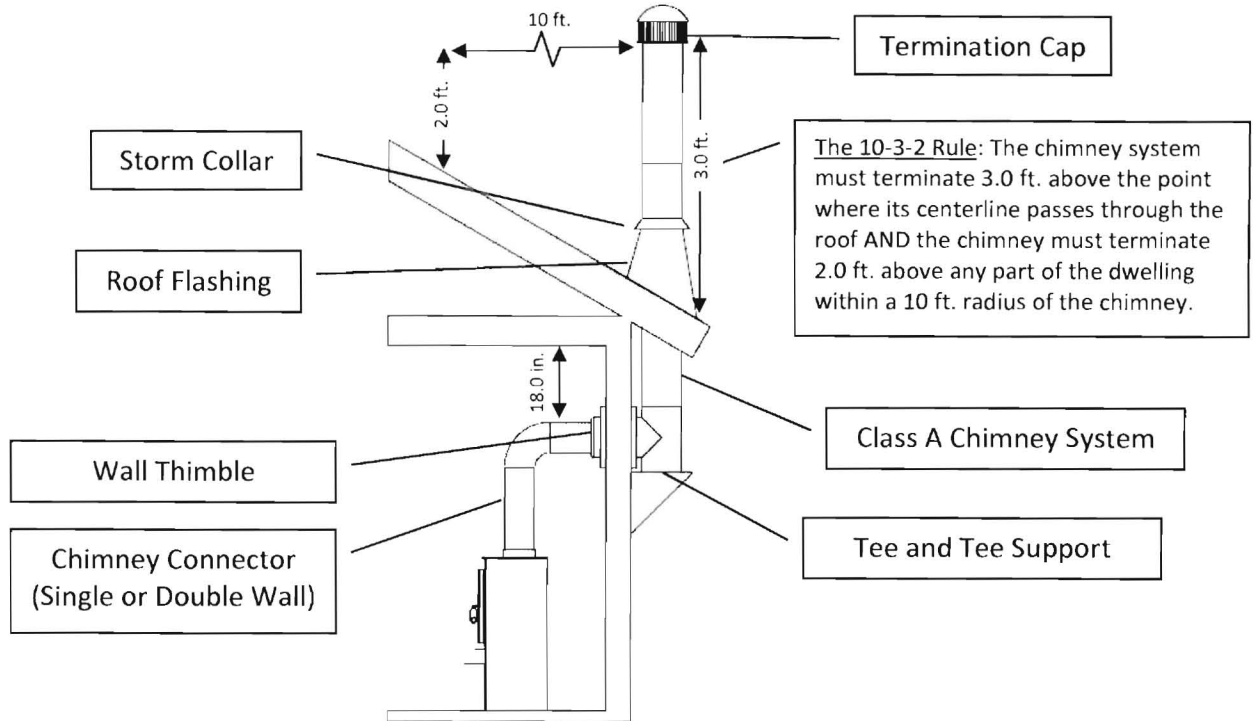 10 ft.
Termination Cap
2.0 ft.
3.0 ft.
Storm Collar
The 10-3-2 Rule: The chimney system
must terminate 3.0 ft. above the point
where its centerline passes through the
roof AND the chimney must terminate
2.0 ft. above any part of the dwelling
within a 10 ft. radius of the chimney.
Roof Flashing
18.0 in.
Class A Chimney System
Wall Thimble
Tee and Tee Support
Chimney Connector
(Single or Double Wall)